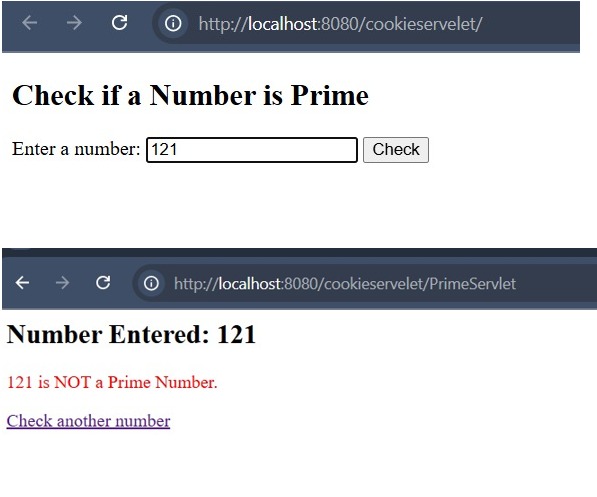 http://localhost:8080/cookieservelet/
Check if a Number is Prime
Enter a number: 121 Check
http://localhost:8080/cookieservelet/PrimeServlet
Number Entered: 121
121 is NOT a Prime Number.
Check another number